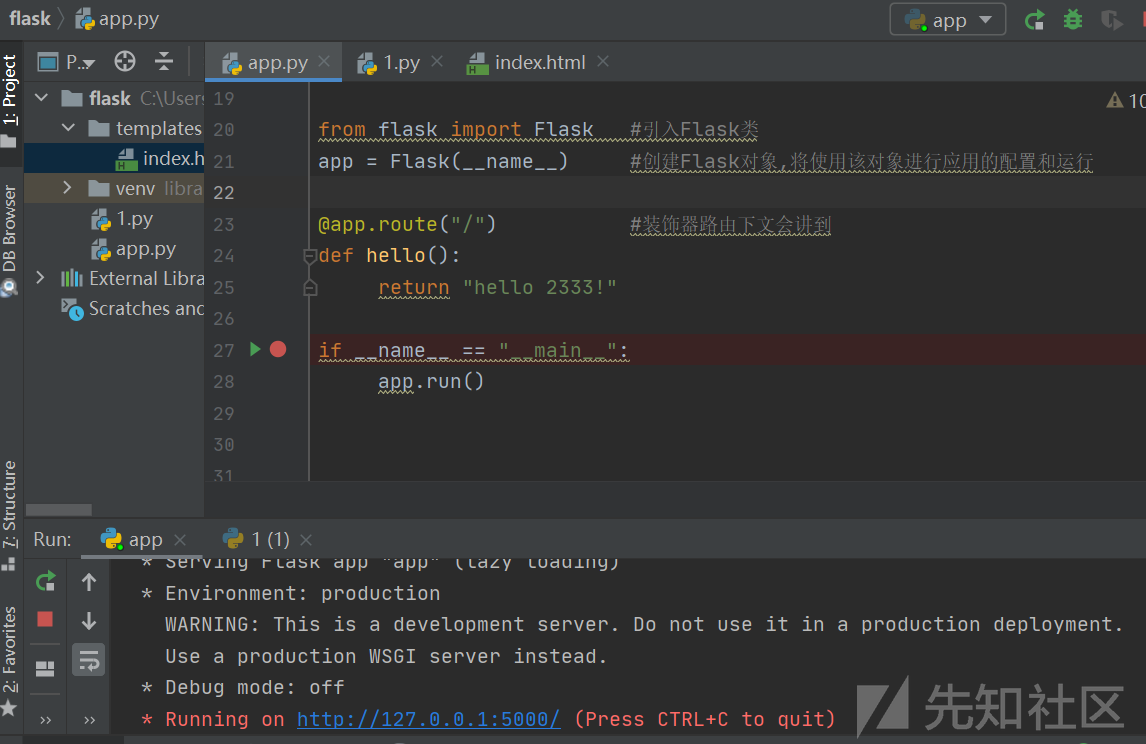 flask
app.py
app
1: Project
P..
app.py
1.py
index.html
flask C:\Users
templates
index.h
venv libra
1.py
app.py
External Libra
Scratches and
DB Browser
7: Structure
2: Favorites
10
19
20 from flask import Flask #引入Flask类
21 app = Flask(__name__) #创建Flask对象,将使用该对象进行应用的配置和运行
22
23 @app.route("/") #装饰器路由下文会讲到
24 def hello():
25 return "hello 2333!"
26
27 if __name__ == "__main__":
28 app.run()
29
30
31
Run: app 1 (1)
* Serving Flask app "app" (lazy loading)
* Environment: production
WARNING: This is a development server. Do not use it in a production deployment.
Use a production WSGI server instead.
* Debug mode: off
* Running on http://127.0.0.1:5000/ (Press CTRL+C to quit)
先知社区